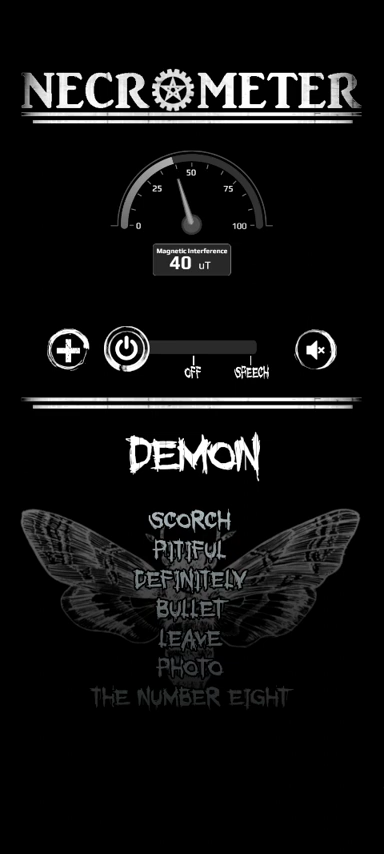 NECROMETER
0
25
50
75
100
Magnetic Interference
40 uT
OFF
SPEECH
DEMON
SCORCH
PITIFUL
DEFINITELY
BULLET
LEAVE
PHOTO
THE NUMBER EIGHT